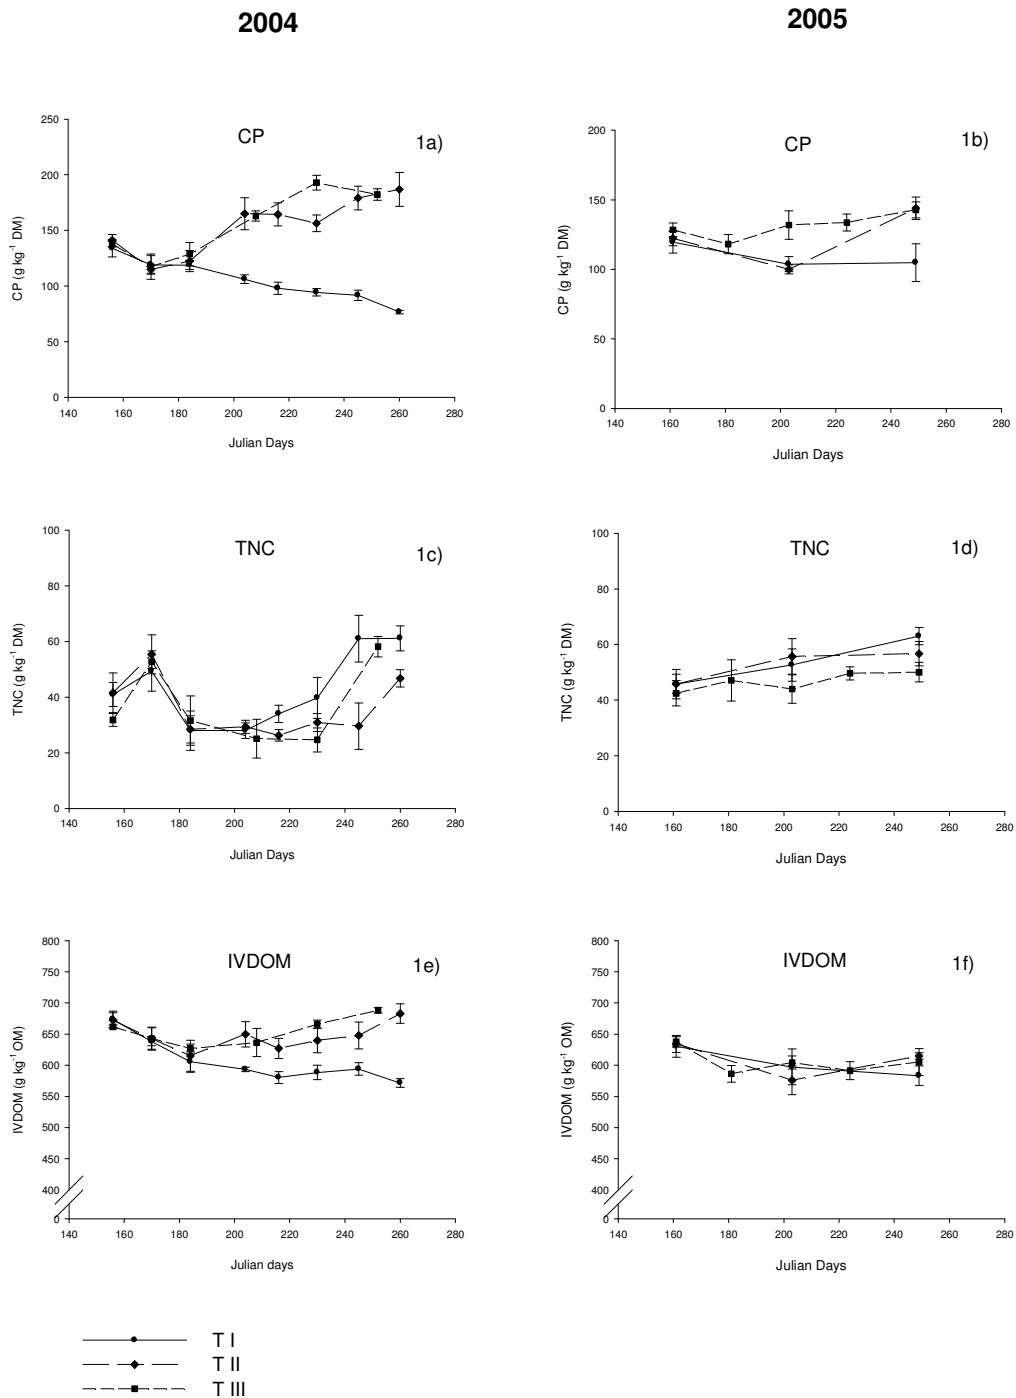 2004
2005
CP
1a)
CP (g kg-1 DM)
250
200
150
100
50
0
140 160 180 200 220 240 260 280
Julian Days
CP
1b)
CP (g kg-1 DM)
200
150
100
50
0
140 160 180 200 220 240 260 280
Julian Days
TNC
1c)
TNC (g kg-1 DM)
100
80
60
40
20
0
140 160 180 200 220 240 260 280
Julian Days
TNC
1d)
TNC (g kg-1 DM)
100
80
60
40
20
0
140 160 180 200 220 240 260 280
Julian Days
IVDOM
1e)
IVDOM (g kg-1 OM)
800
750
700
650
600
550
500
450
400
0
140 160 180 200 220 240 260 280
Julian days
IVDOM
1f)
IVDOM (g kg-1 OM)
800
750
700
650
600
550
500
450
400
0
140 160 180 200 220 240 260 280
Julian Days
T I
T II
T III